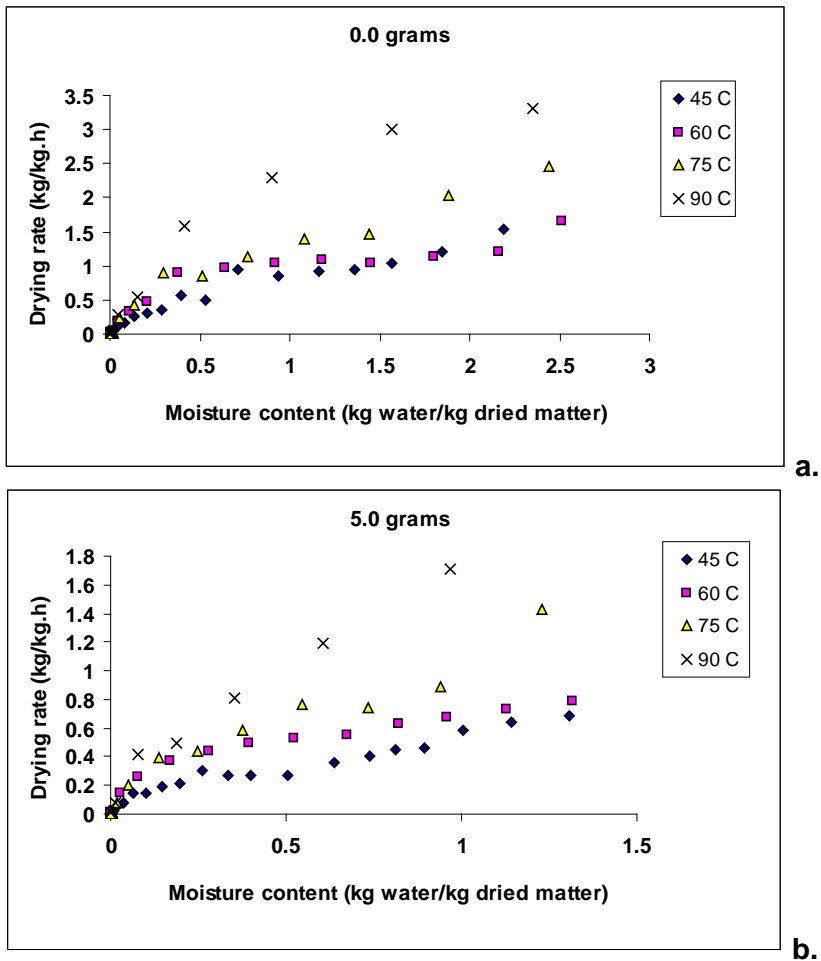 0.0 grams
3.5
3
2.5
2
1.5
1
0.5
0
0 0.5 1 1.5 2 2.5 3
Drying rate (kg/kg.h)
Moisture content (kg water/kg dried matter)
45 C
60 C
75 C
90 C
a.
5.0 grams
1.8
1.6
1.4
1.2
1
0.8
0.6
0.4
0.2
0
0 0.5 1 1.5
Drying rate (kg/kg.h)
Moisture content (kg water/kg dried matter)
45 C
60 C
75 C
90 C
b.